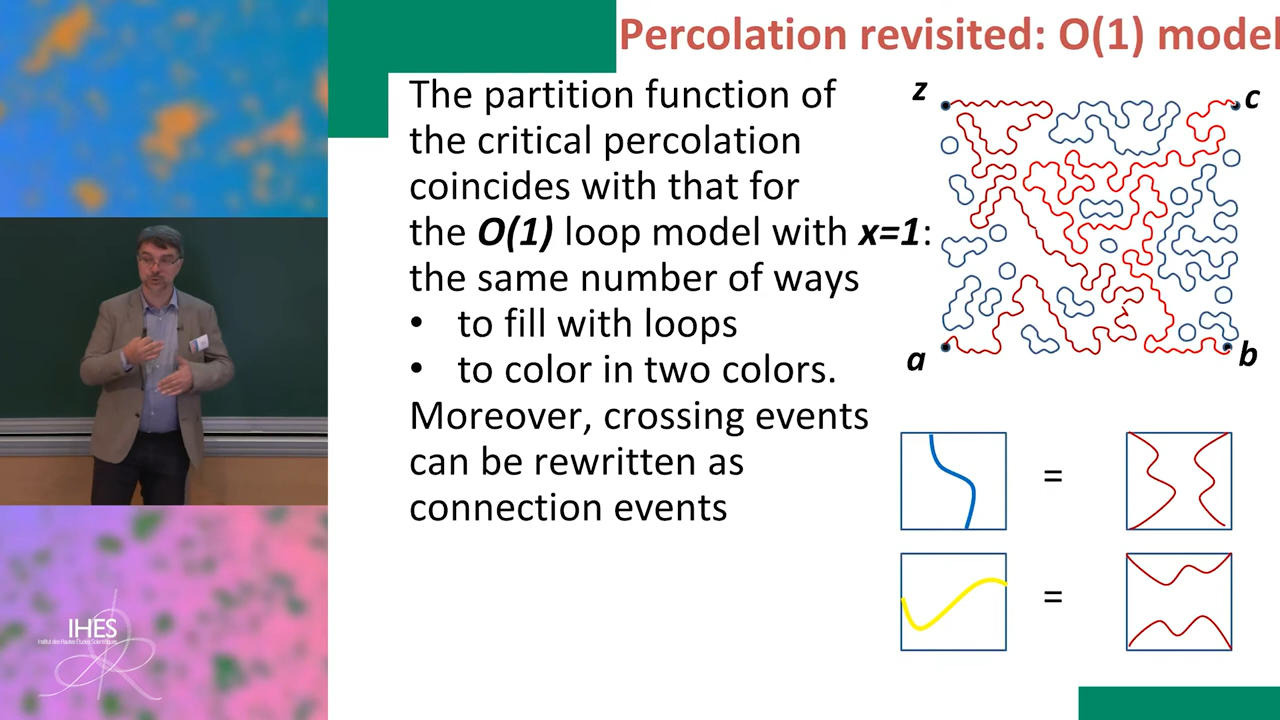 Percolation revisited: O(1) model
The partition function of
the critical percolation
coincides with that for
the O(1) loop model with x=1:
the same number of ways
• to fill with loops
• to color in two colors.
Moreover, crossing events
can be rewritten as
connection events
z
c
a
b
=
=
IHES
Institut des Hautes Études Scientifiques